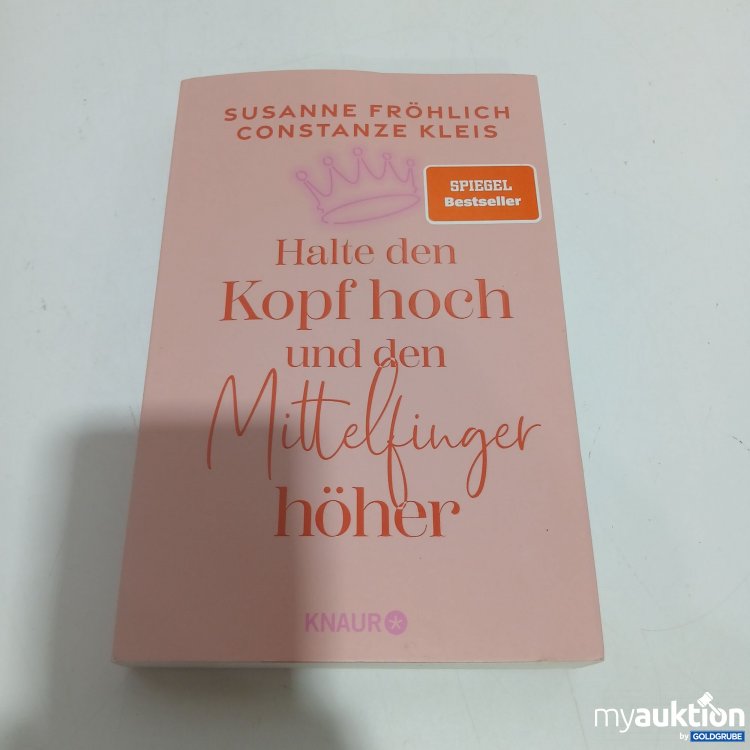 SUSANNE FRÖHLICH
CONSTANZE KLEIS
SPIEGEL
Bestseller
Halte den
Kopf hoch
und den
Mittelfinger
höher
KNAUR
myauktion
by GOLDGRUBE